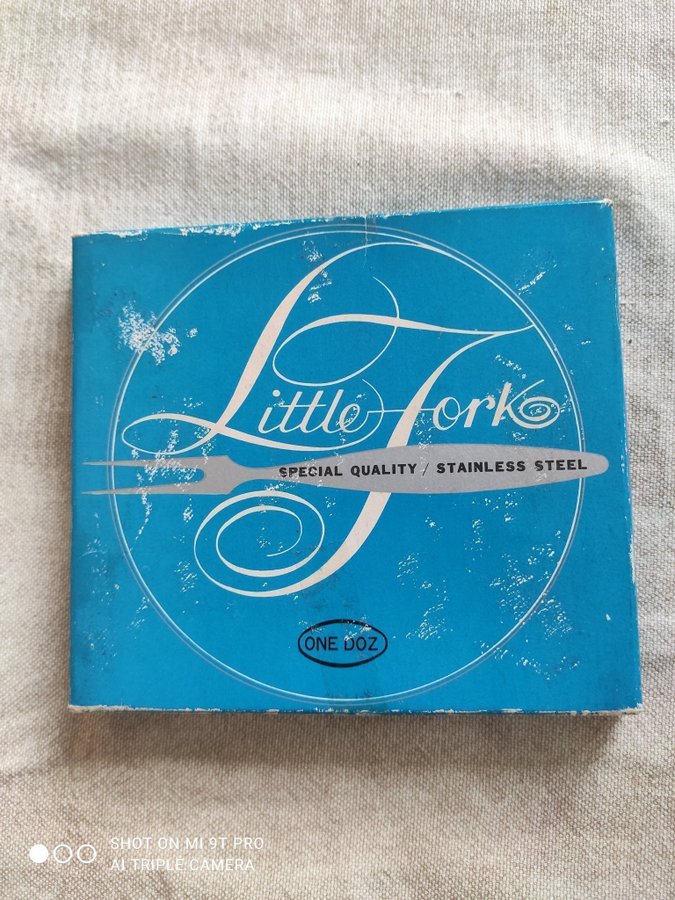 Little Fork
SPECIAL QUALITY / STAINLESS STEEL
ONE DOZ
SHOT ON MI 9T PRO
AI TRIPLE CAMERA